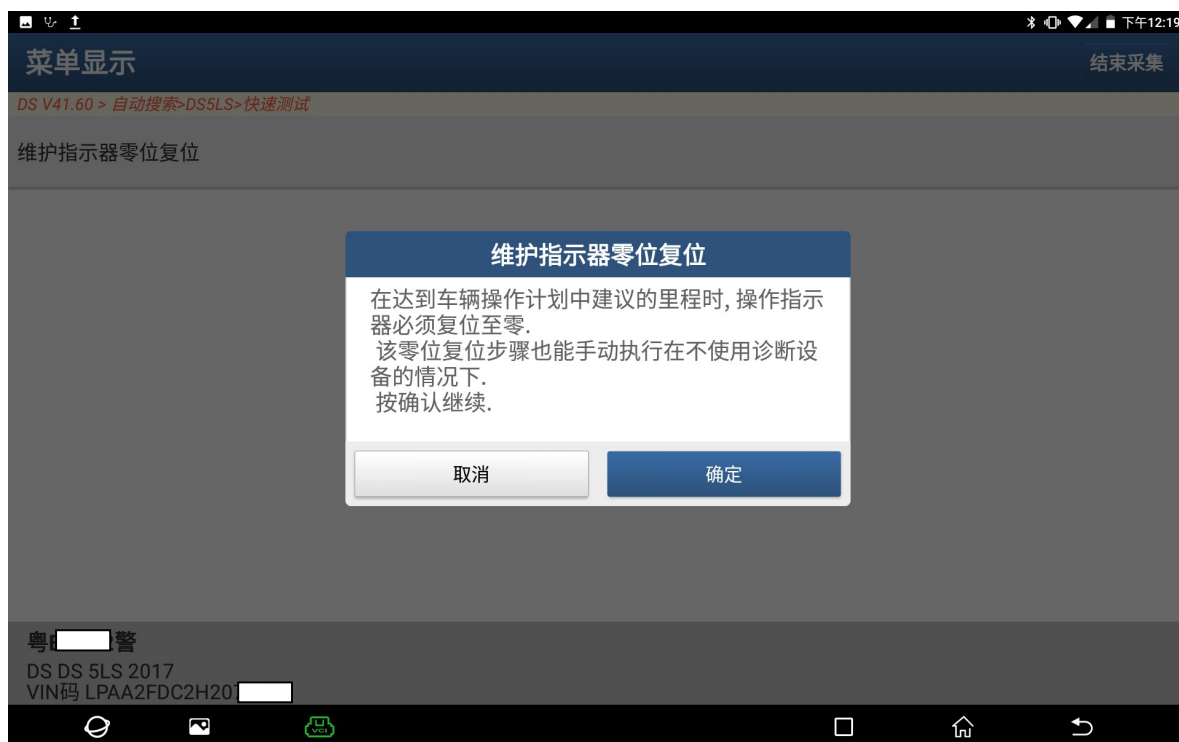 下午12:19
菜单显示
结束采集
DS V41.60 > 自动搜索>DS5LS>快速测试
维护指示器零位复位
维护指示器零位复位
在达到车辆操作计划中建议的里程时, 操作指示
器必须复位至零.
该零位复位步骤也能手动执行在不使用诊断设
备的情况下.
按确认继续.
取消
确定
粤 警
DS DS 5LS 2017
VIN码 LPAA2FDC2H20
VCI